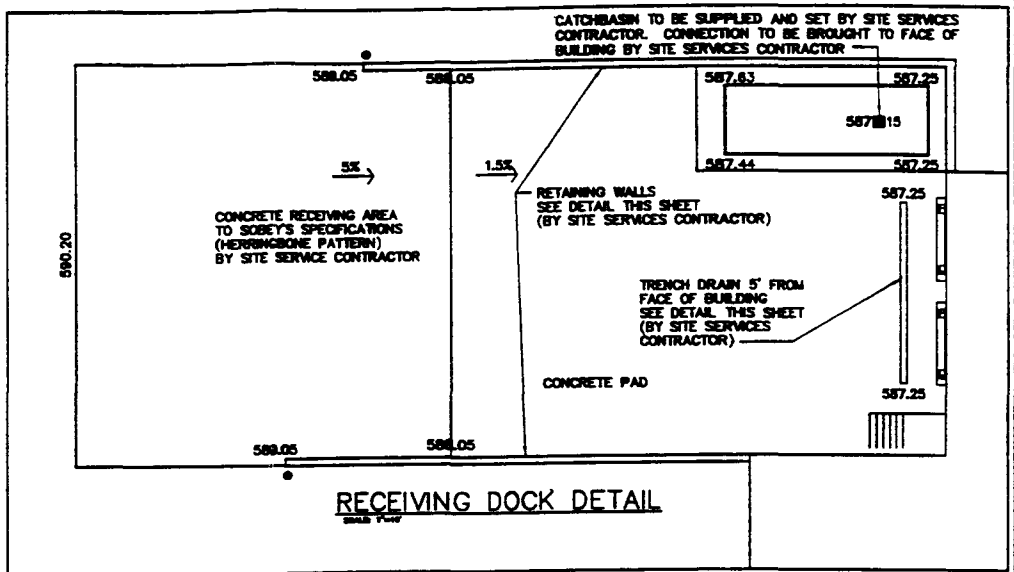 CATCHBASIN TO BE SUPPLIED AND SET BY SITE SERVICES
CONTRACTOR. CONNECTION TO BE BROUGHT TO FACE OF
BUILDING BY SITE SERVICES CONTRACTOR
589.05
587.63
587.25
587 15
587.44
587.25
5%
1.5%
587.25
RETAINING WALLS
SEE DETAIL THIS SHEET
(BY SITE SERVICES CONTRACTOR)
CONCRETE RECEIVING AREA
TO SOBEY'S SPECIFICATIONS
(HERRINGBONE PATTERN)
BY SITE SERVICE CONTRACTOR
590.20
TRENCH DRAIN 5' FROM
FACE OF BUILDING
SEE DETAIL THIS SHEET
(BY SITE SERVICES
CONTRACTOR)
CONCRETE PAD
587.25
589.05
RECEIVING DOCK DETAIL